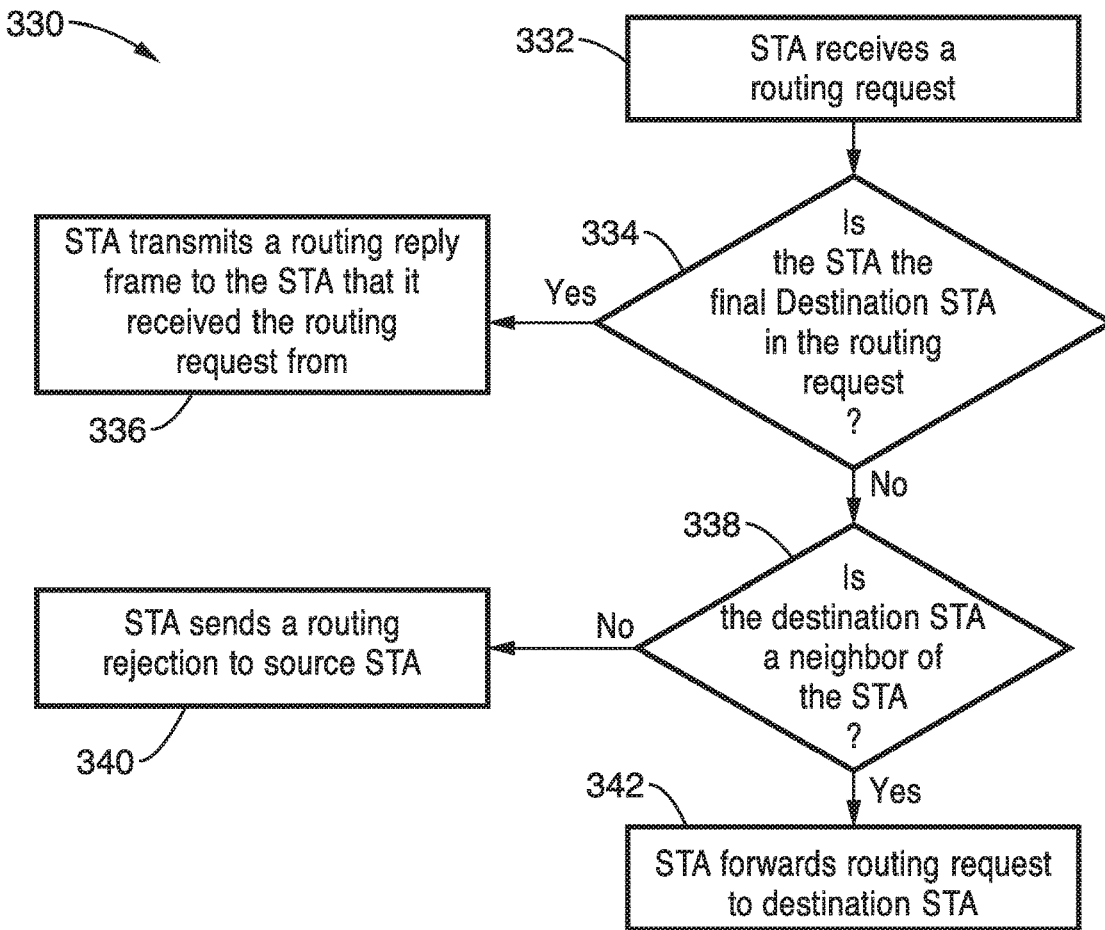 330
332
STA receives a
routing request
334
Is
the STA the
final Destination STA
in the routing
request
?
Yes
STA transmits a routing reply
frame to the STA that it
received the routing
request from
336
No
338
Is
the destination STA
a neighbor of
the STA
?
No
STA sends a routing
rejection to source STA
340
Yes
342
STA forwards routing request
to destination STA